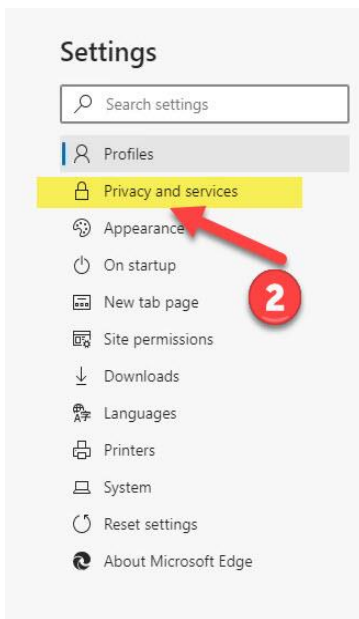 Settings
Search settings
Profiles
Privacy and services
Appearance
On startup
2
New tab page
Site permissions
Downloads
Languages
Printers
System
Reset settings
About Microsoft Edge